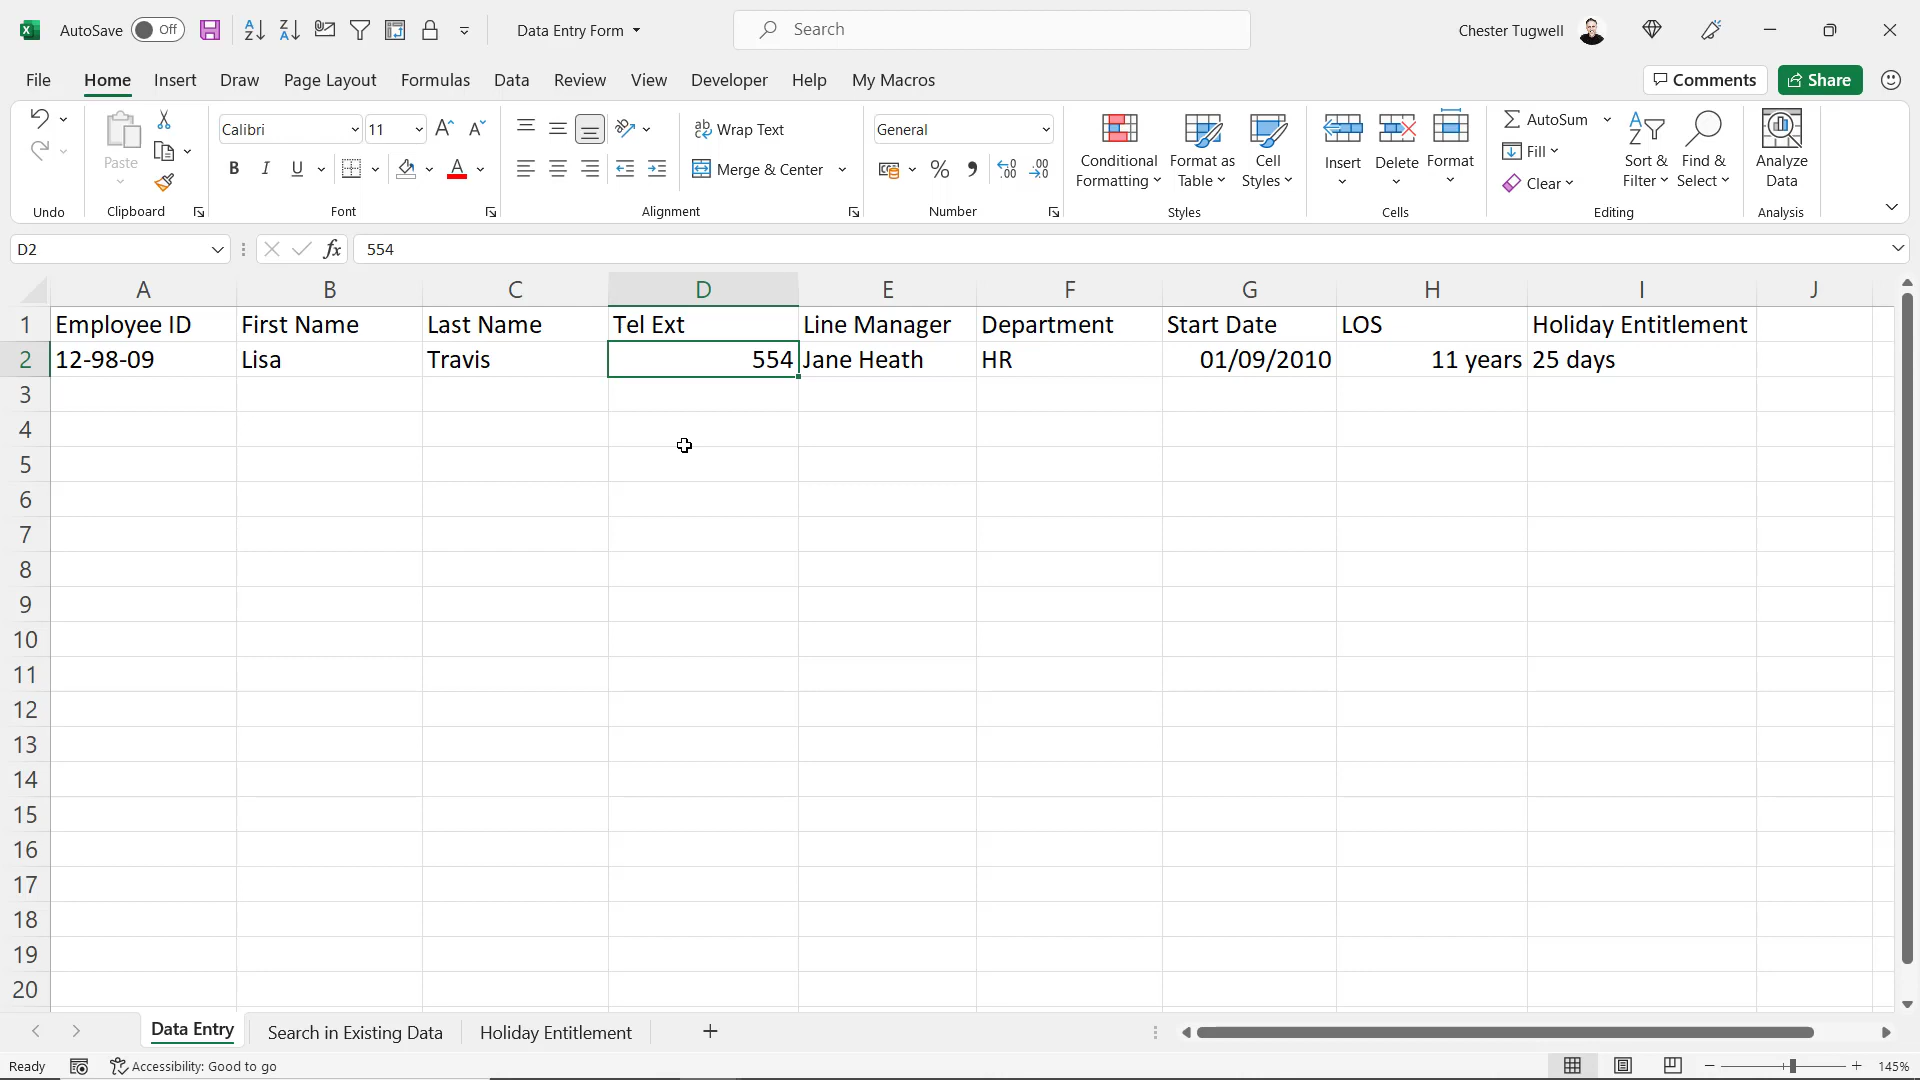 AutoSave Off Data Entry Form Search Chester Tugwell
File Home Insert Draw Page Layout Formulas Data Review View Developer Help My Macros Comments Share
Calibri 11 Wrap Text General AutoSum
Paste Conditional Formatting Format as Table Cell Styles Insert Delete Format Fill Sort & Filter Find & Select Analyze Data
B I U Merge & Center % Clear
Undo Clipboard Font Alignment Number Styles Cells Editing Analysis
D2 fx 554
A B C D E F G H I J
1 Employee ID First Name Last Name Tel Ext Line Manager Department Start Date LOS Holiday Entitlement
2 12-98-09 Lisa Travis 554 Jane Heath HR 01/09/2010 11 years 25 days
3
4
5
6
7
8
9
10
11
12
13
14
15
16
17
18
19
20
Data Entry Search in Existing Data Holiday Entitlement
Ready Accessibility: Good to go 145%